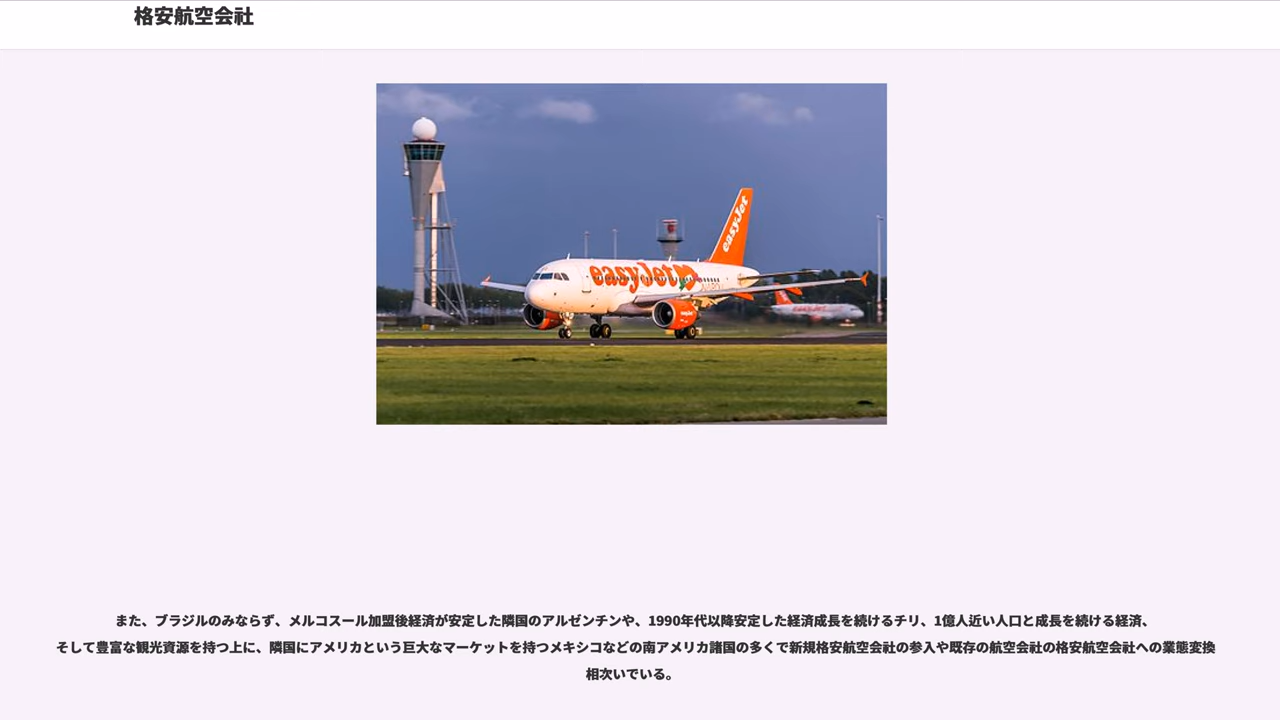 格安航空会社
easyJet
easyJet
easyJet
また、ブラジルのみならず、メルコスール加盟後経済が安定した隣国のアルゼンチンや、1990年代以降安定した経済成長を続けるチリ、1億人近い人口と成長を続ける経済、
そして豊富な観光資源を持つ上に、隣国にアメリカという巨大なマーケットを持つメキシコなどの南アメリカ諸国の多くで新規格安航空会社の参入や既存の航空会社の格安航空会社への業態変換
相次いでいる。